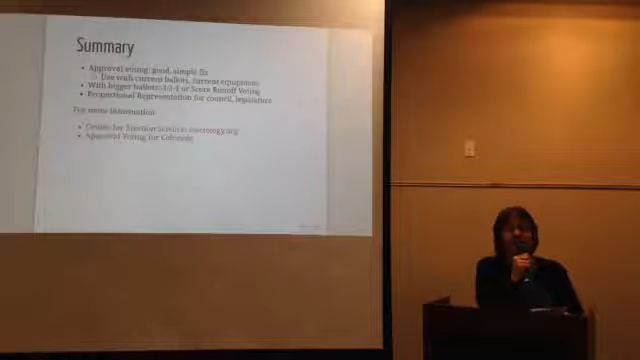 Summary
Approval voting: good, simple fix
Use with current ballots, current equipment
With bigger ballots: 3-2-1 or Score Runoff Voting
Proportional Representation for council, legislature
For more information
Center for Election Science: electology.org
Approval Voting for Colorado